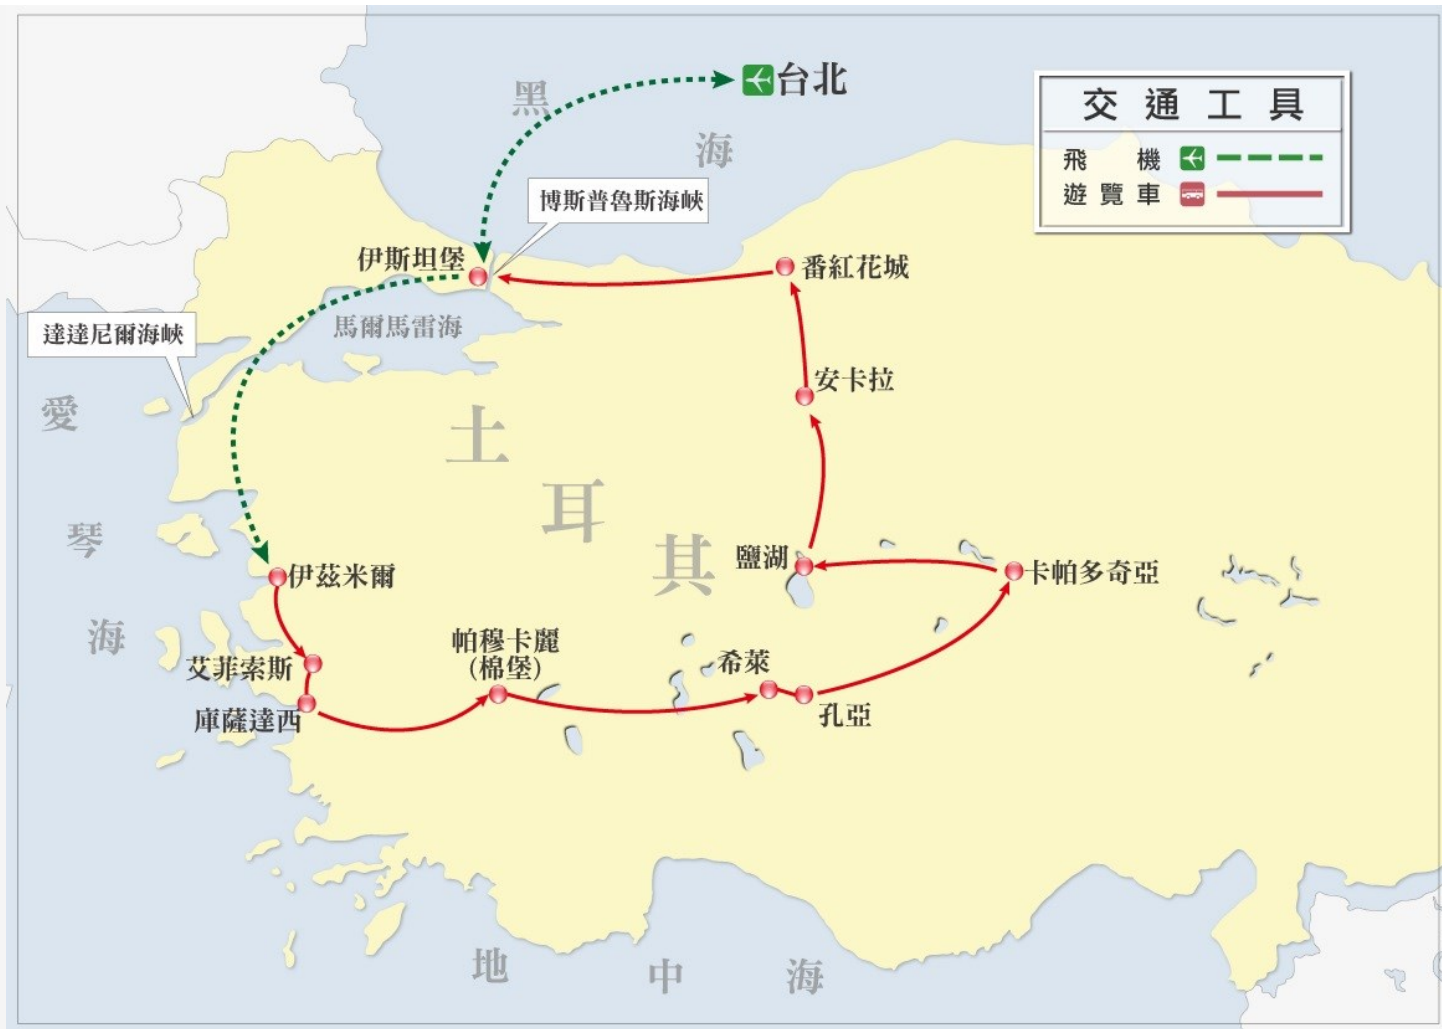 台北
黑
海
交通工具
飛機
遊覽車
博斯普魯斯海峽
伊斯坦堡
番紅花城
馬爾馬雷海
達達尼爾海峽
安卡拉
愛
琴
海
土
耳
其
鹽湖
卡帕多奇亞
伊茲米爾
艾菲索斯
庫薩達西
帕穆卡麗
(棉堡)
希萊
孔亞
地中海